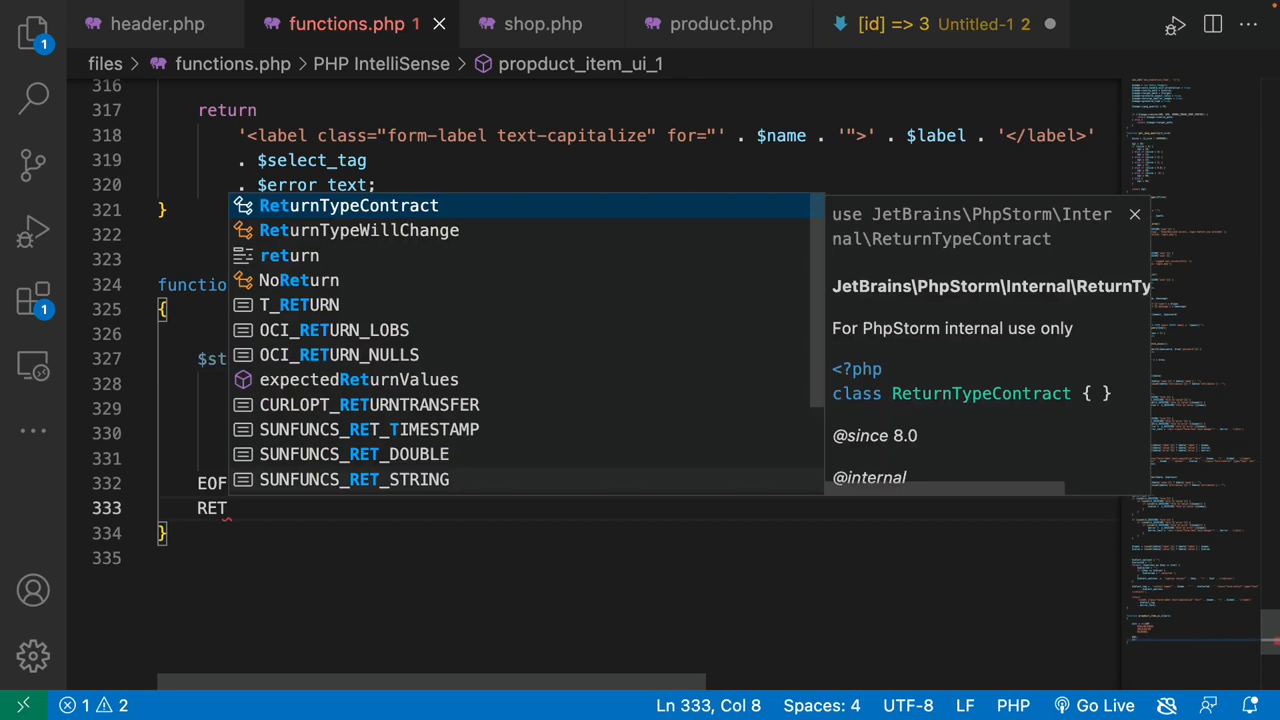 header.php
functions.php 1
shop.php
product.php
[id] => 3 Untitled-1 2
files > functions.php > PHP IntelliSense > propduct_item_ui_1
316
317 return
318 '<label class="form-label text-capitalize" for="' . $name . '">' . $label . '</label>'
319 . $select_tag
320 . $error_text;
321 }
322
323
324 functio
325 {
326
327 $st
328
329
330
331
332 EOF
333 RET
334 }
335
ReturnTypeContract
ReturnTypeWillChange
return
NoReturn
T_RETURN
OCI_RETURN_LOBS
OCI_RETURN_NULLS
expectedReturnValues
CURLOPT_RETURNTRANSFER
SUNFUNCS_RET_TIMESTAMP
SUNFUNCS_RET_DOUBLE
SUNFUNCS_RET_STRING
use JetBrains\PhpStorm\Inter
nal\ReturnTypeContract
JetBrains\PhpStorm\Internal\ReturnTy
For PhpStorm internal use only
<?php
class ReturnTypeContract { }
@since 8.0
@internal
1
1
1 2
Ln 333, Col 8
Spaces: 4
UTF-8
LF
PHP
Go Live